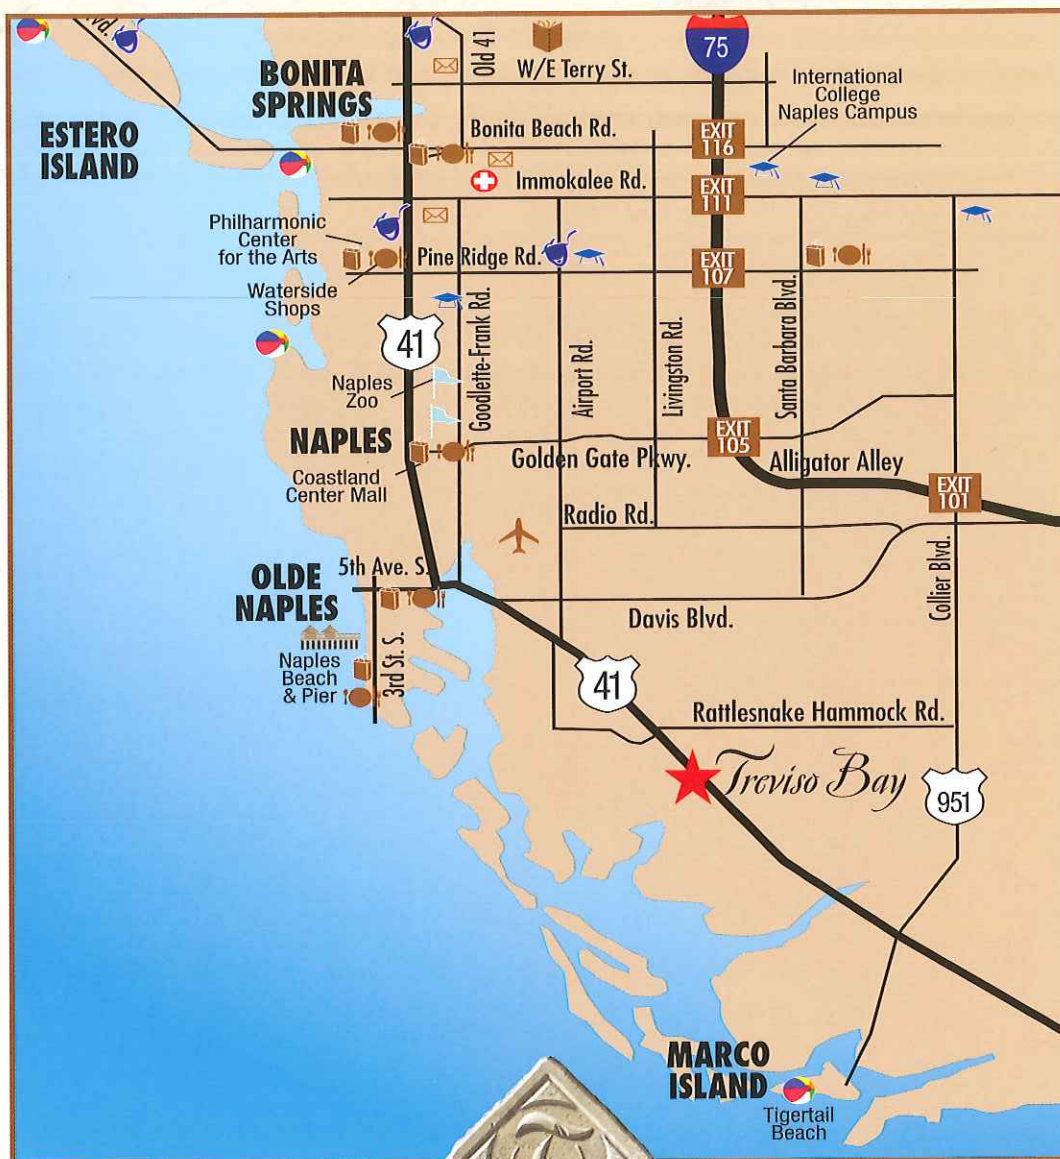 lvd.
75
Old 41
W/E Terry St.
BONITA
SPRINGS
International
College
Naples Campus
ESTERO
ISLAND
Bonita Beach Rd.
EXIT
116
Immokalee Rd.
EXIT
111
Philharmonic
Center
for the Arts
Pine Ridge Rd.
EXIT
107
Waterside
Shops
41
Goodlette-Frank Rd.
Airport Rd.
Livingston Rd.
Santa Barbara Blvd.
Naples
Zoo
NAPLES
EXIT
105
Golden Gate Pkwy.
Alligator Alley
Coastland
Center Mall
EXIT
101
Radio Rd.
5th Ave. S.
OLDE
NAPLES
Davis Blvd.
Collier Blvd.
Naples
Beach
& Pier
3rd St. S.
41
Rattlesnake Hammock Rd.
Treviso Bay
951
MARCO
ISLAND
Tigertail
Beach